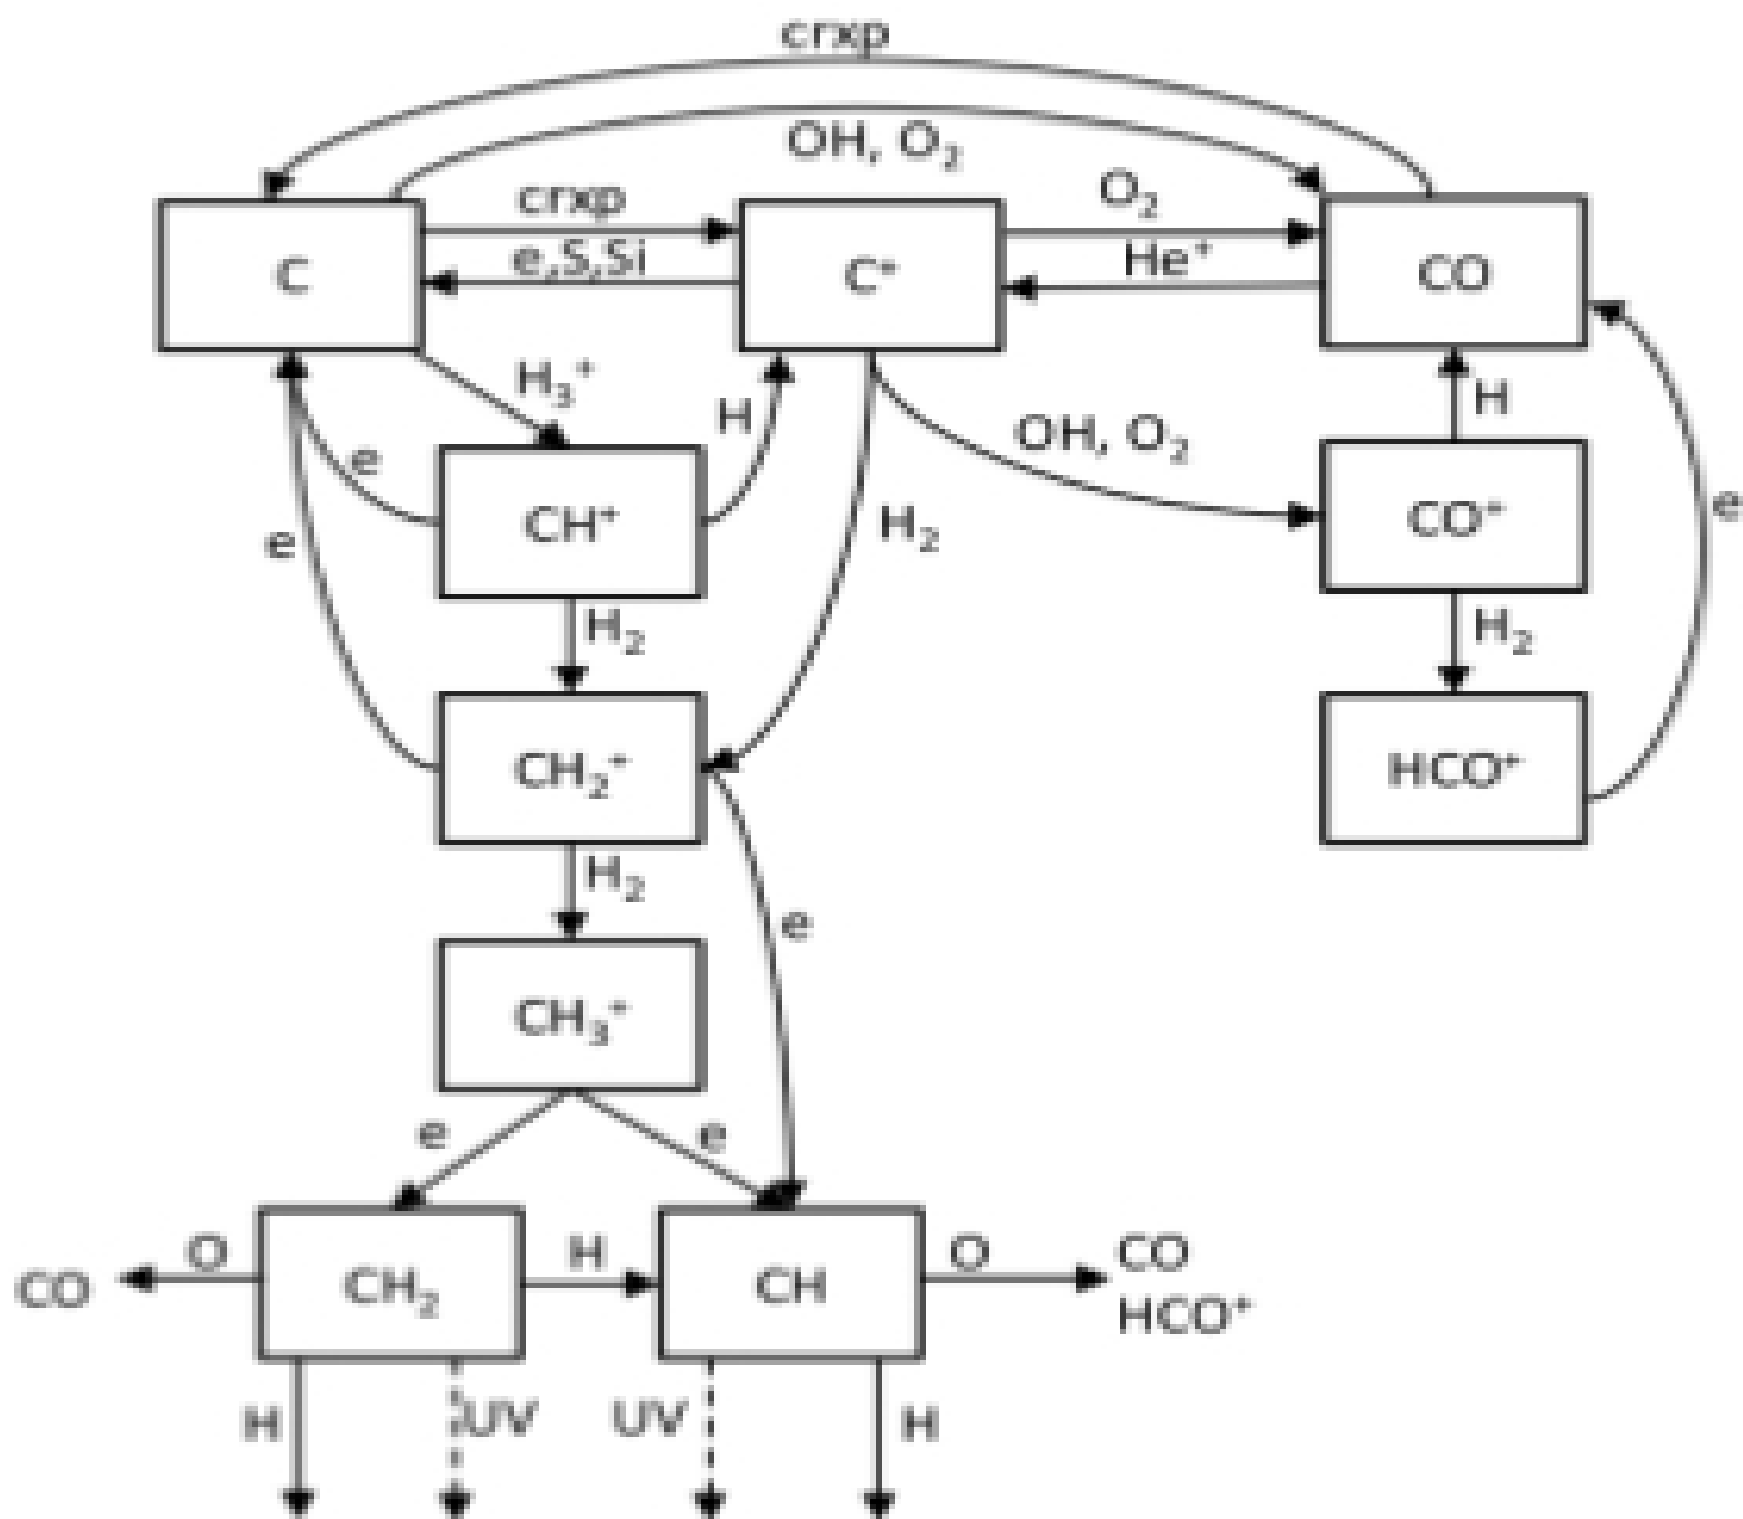 crxp
OH, O₂
crxp
O₂
C
e,S,Si
C⁺
He⁺
CO
H₃⁺
H
H
e
OH, O₂
CH⁺
H₂
CO⁺
e
e
H₂
H₂
CH₂⁺
HCO⁺
H₂
e
CH₃⁺
e
e
O
H
O
CO
CO
CH₂
CH
HCO⁺
H
UV
UV
H